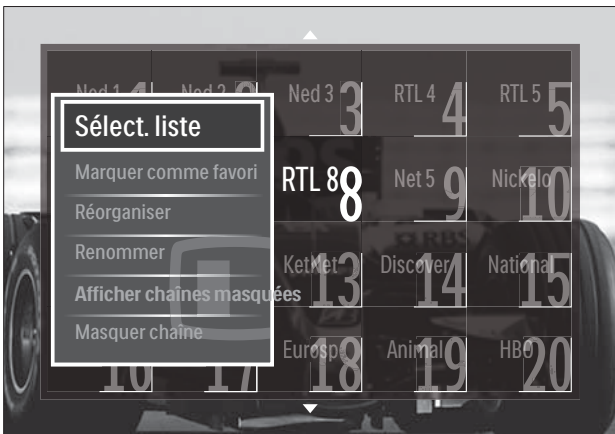 Ned 1 Ned 2 Ned 3 3 RTL 4 4 RTL 5 5
Sélect. liste
Marquer comme favori
RTL 8 8 Net 5 9 Nickelo 10
Réorganiser
Renommer
KetNet 13 Discover 14 National 15
Afficher chaînes masquées
Masquer chaîne
16 17 Eurospo 18 Animal 19 HBO 20